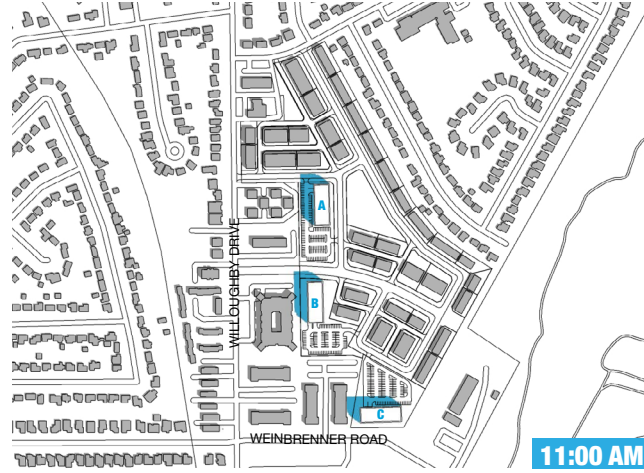 A
WILLOUGHBY DRIVE
B
C
WEINBRENNER ROAD
11:00 AM